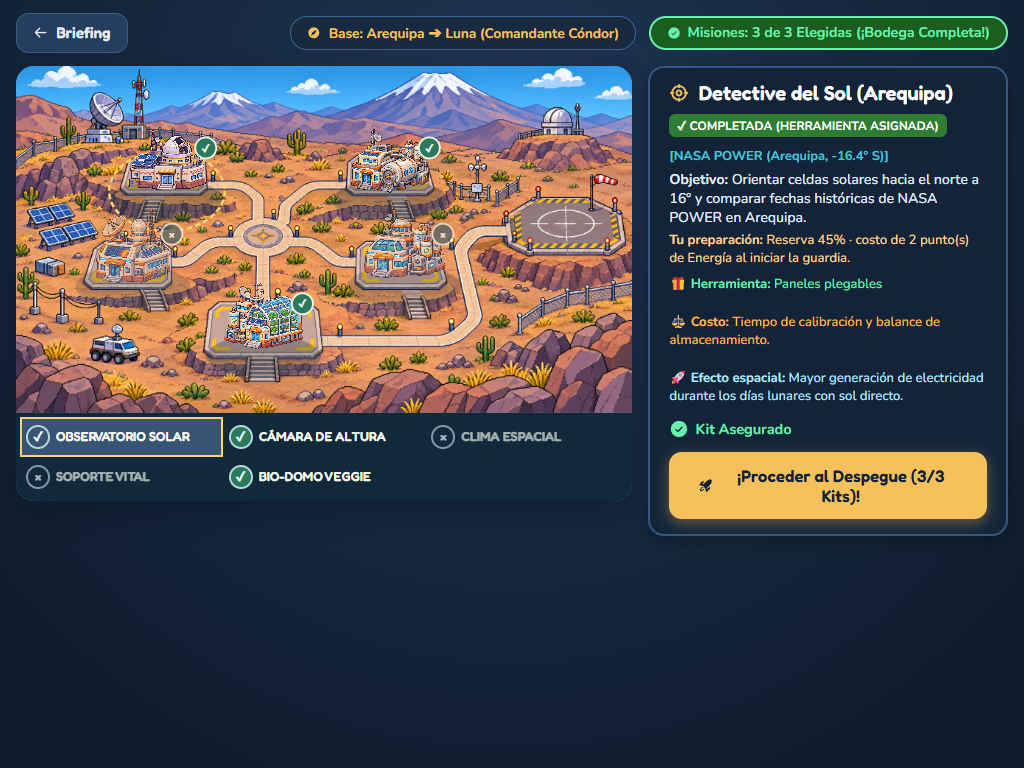 ← Briefing
Base: Arequipa ➔ Luna (Comandante Cóndor)
Misiones: 3 de 3 Elegidas (¡Bodega Completa!)
✓ OBSERVATORIO SOLAR
✓ CÁMARA DE ALTURA
× CLIMA ESPACIAL
× SOPORTE VITAL
✓ BIO-DOMO VEGGIE
Detective del Sol (Arequipa)
✓ COMPLETADA (HERRAMIENTA ASIGNADA)
[NASA POWER (Arequipa, -16.4° S)]
Objetivo: Orientar celdas solares hacia el norte a
16° y comparar fechas históricas de NASA
POWER en Arequipa.
Tu preparación: Reserva 45% · costo de 2 punto(s)
de Energía al iniciar la guardia.
🎁 Herramienta: Paneles plegables
⚖️ Costo: Tiempo de calibración y balance de
almacenamiento.
🚀 Efecto espacial: Mayor generación de electricidad
durante los días lunares con sol directo.
Kit Asegurado
¡Proceder al Despegue (3/3
Kits)!